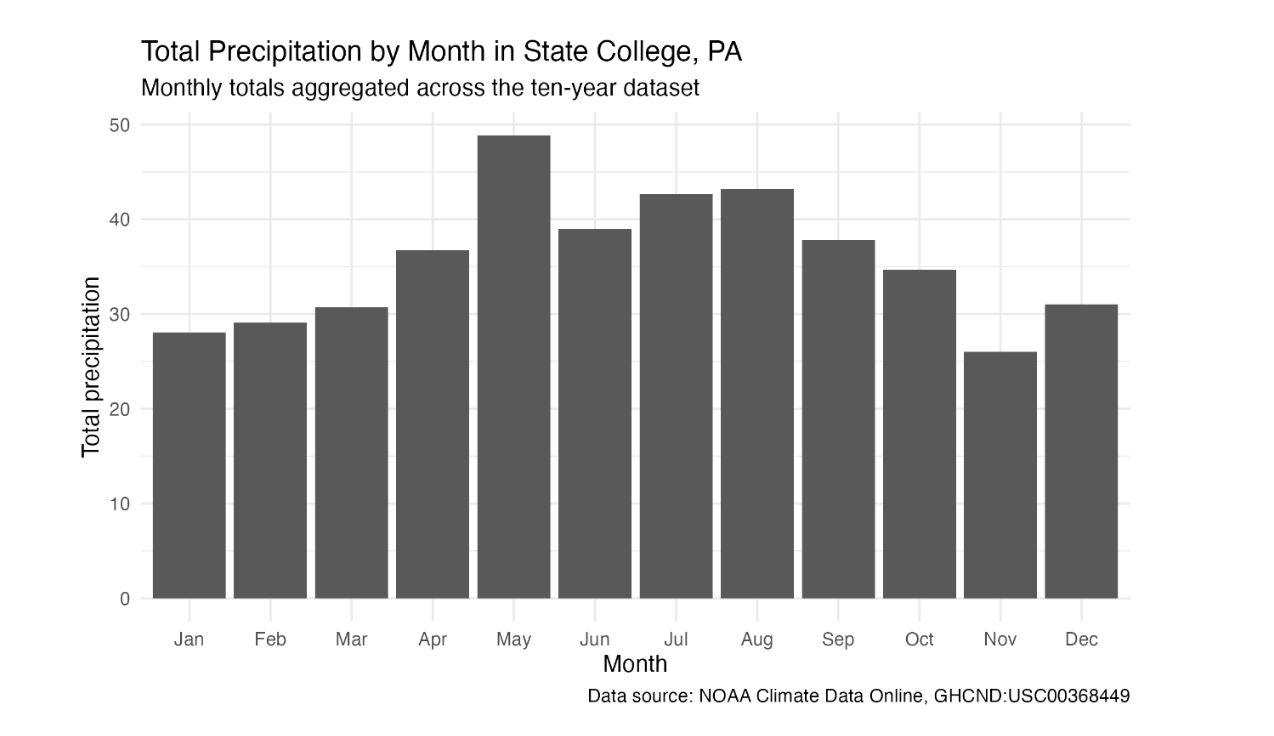 Total Precipitation by Month in State College, PA
Monthly totals aggregated across the ten-year dataset
50
40
30
20
10
0
Total precipitation
Jan Feb Mar Apr May Jun Jul Aug Sep Oct Nov Dec
Month
Data source: NOAA Climate Data Online, GHCND:USC00368449